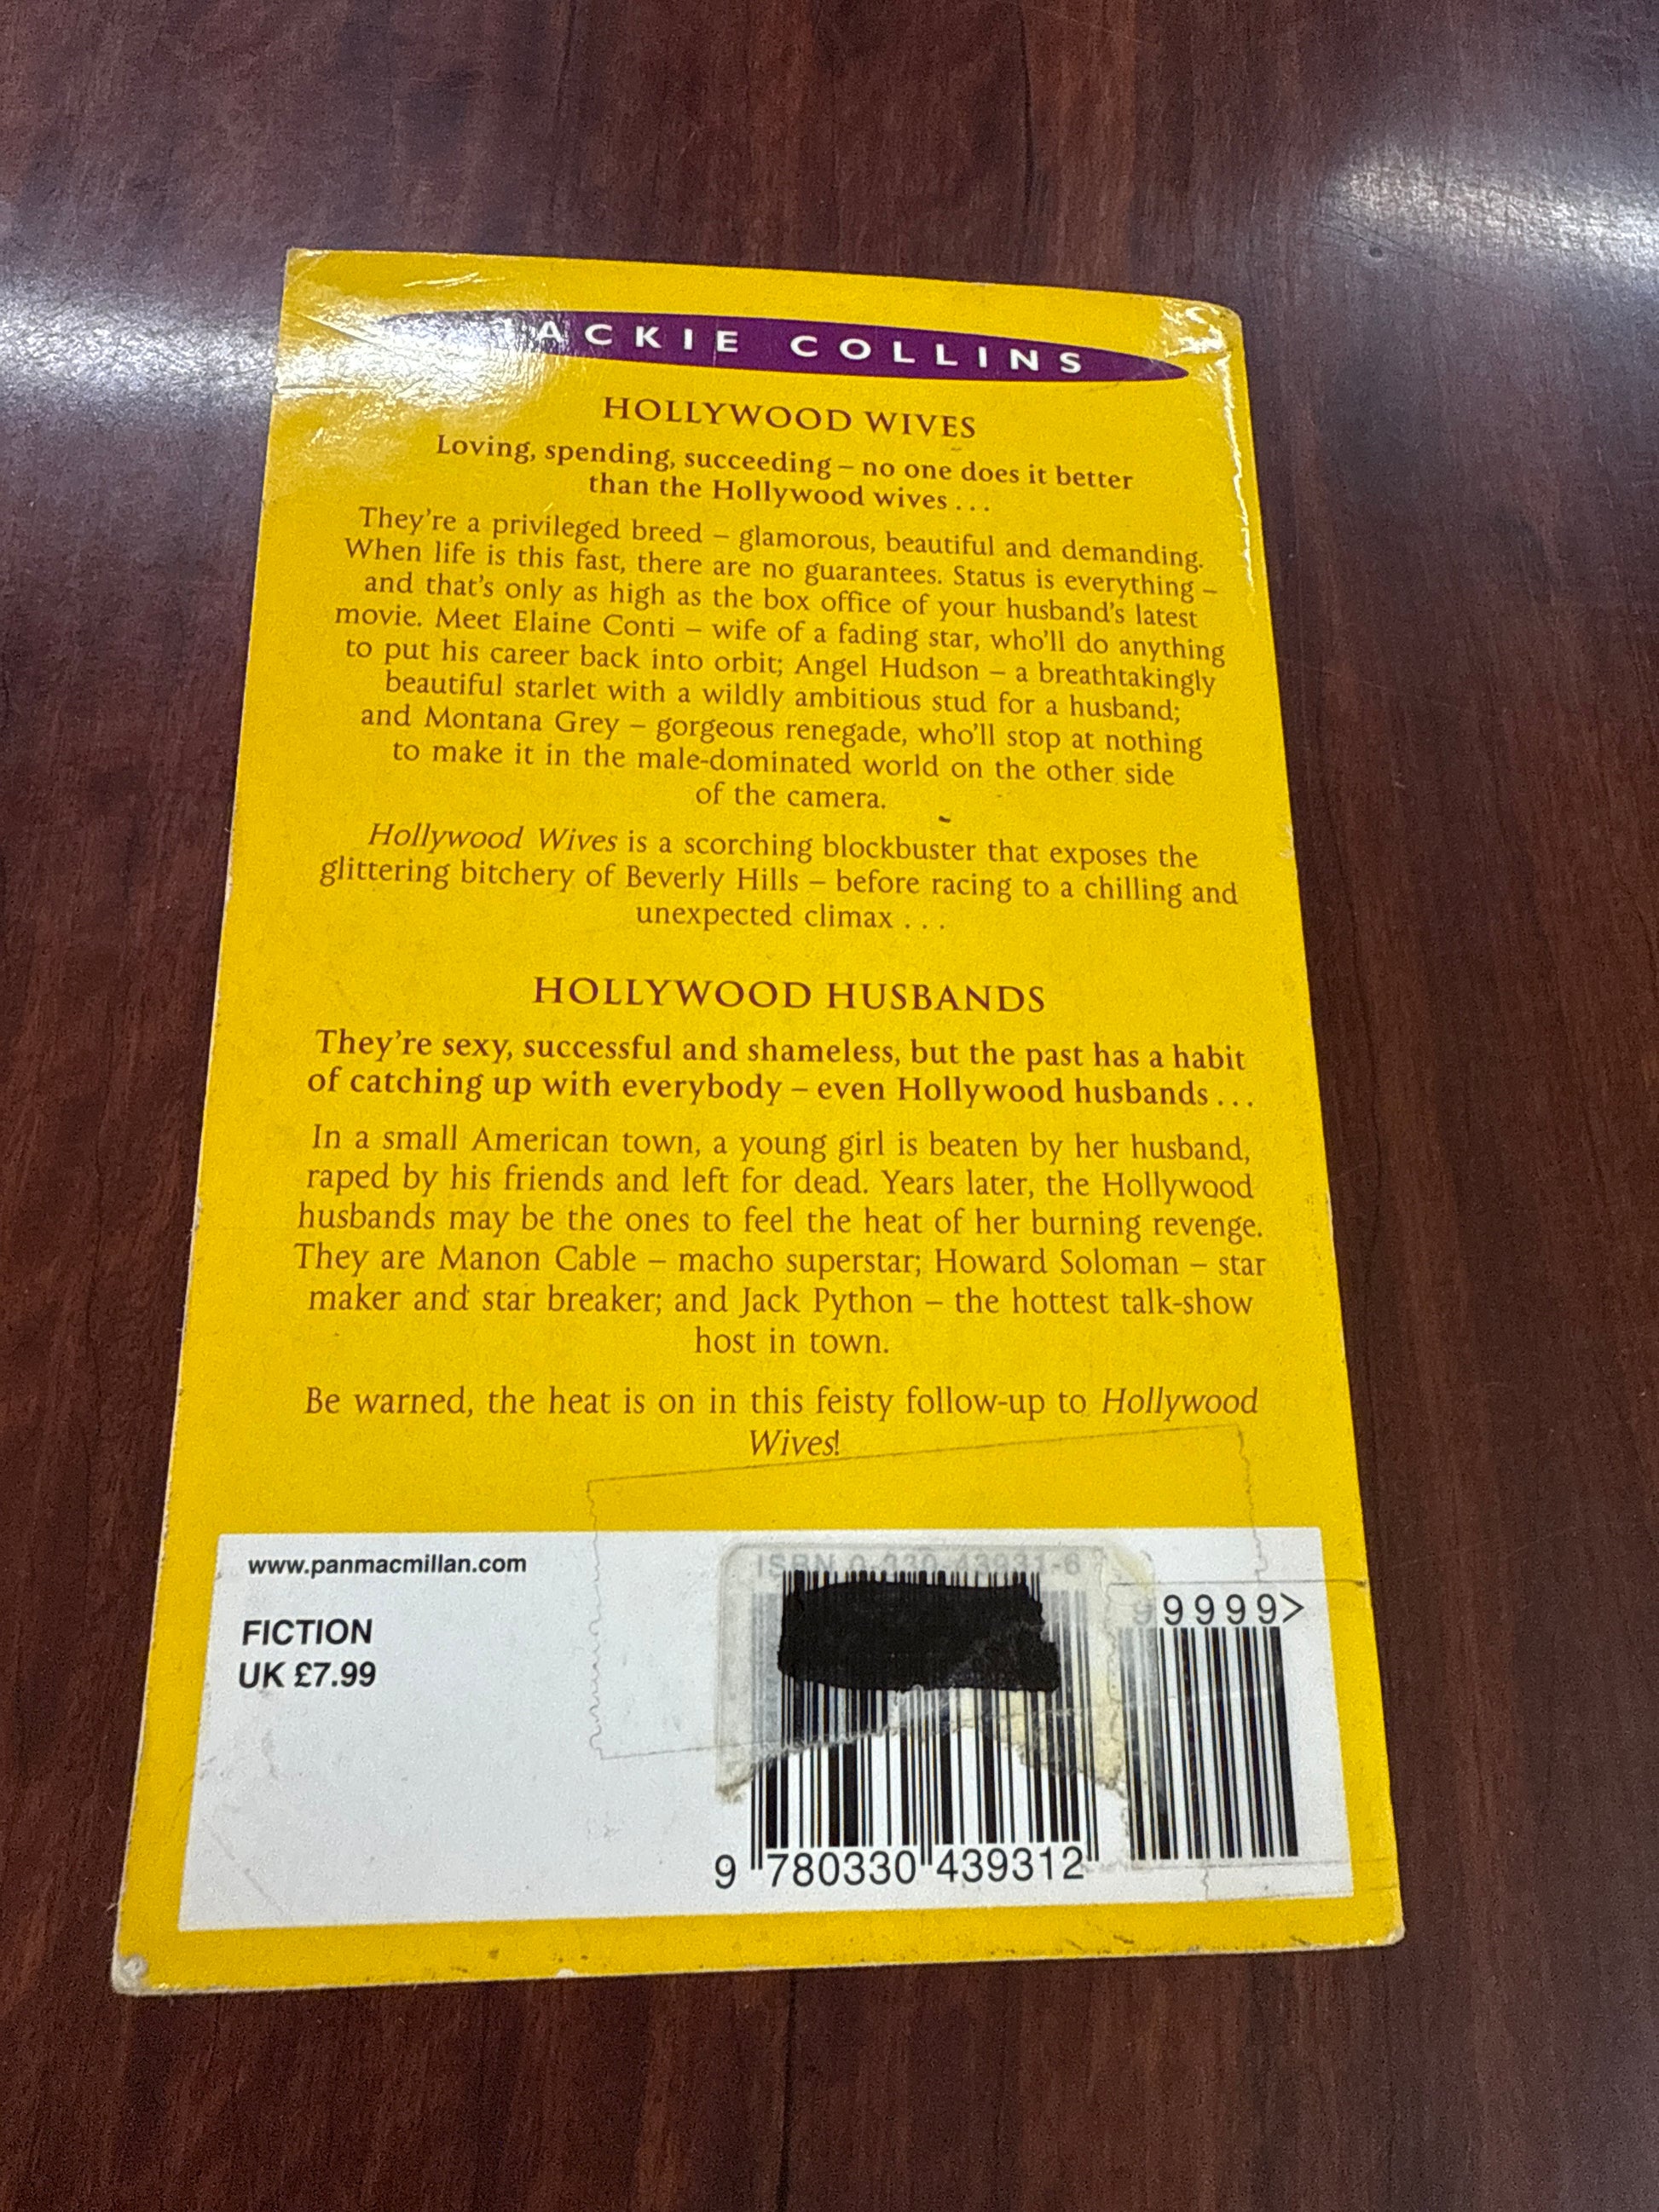 JACKIE COLLINS
HOLLYWOOD WIVES
Loving, spending, succeeding – no one does it better
than the Hollywood wives . . .
They're a privileged breed – glamorous, beautiful and demanding.
When life is this fast, there are no guarantees. Status is everything –
and that's only as high as the box office of your husband's latest
movie. Meet Elaine Conti – wife of a fading star, who'll do anything
to put his career back into orbit; Angel Hudson – a breathtakingly
beautiful starlet with a wildly ambitious stud for a husband;
and Montana Grey – gorgeous renegade, who'll stop at nothing
to make it in the male-dominated world on the other side
of the camera.
Hollywood Wives is a scorching blockbuster that exposes the
glittering bitchery of Beverly Hills – before racing to a chilling and
unexpected climax . . .
HOLLYWOOD HUSBANDS
They're sexy, successful and shameless, but the past has a habit
of catching up with everybody – even Hollywood husbands . . .
In a small American town, a young girl is beaten by her husband,
raped by his friends and left for dead. Years later, the Hollywood
husbands may be the ones to feel the heat of her burning revenge.
They are Manon Cable – macho superstar; Howard Soloman – star
maker and star breaker; and Jack Python – the hottest talk-show
host in town.
Be warned, the heat is on in this feisty follow-up to Hollywood
Wives!
www.panmacmillan.com
ISBN 0-330-43931-6
FICTION
UK £7.99
99999>
9 780330 439312